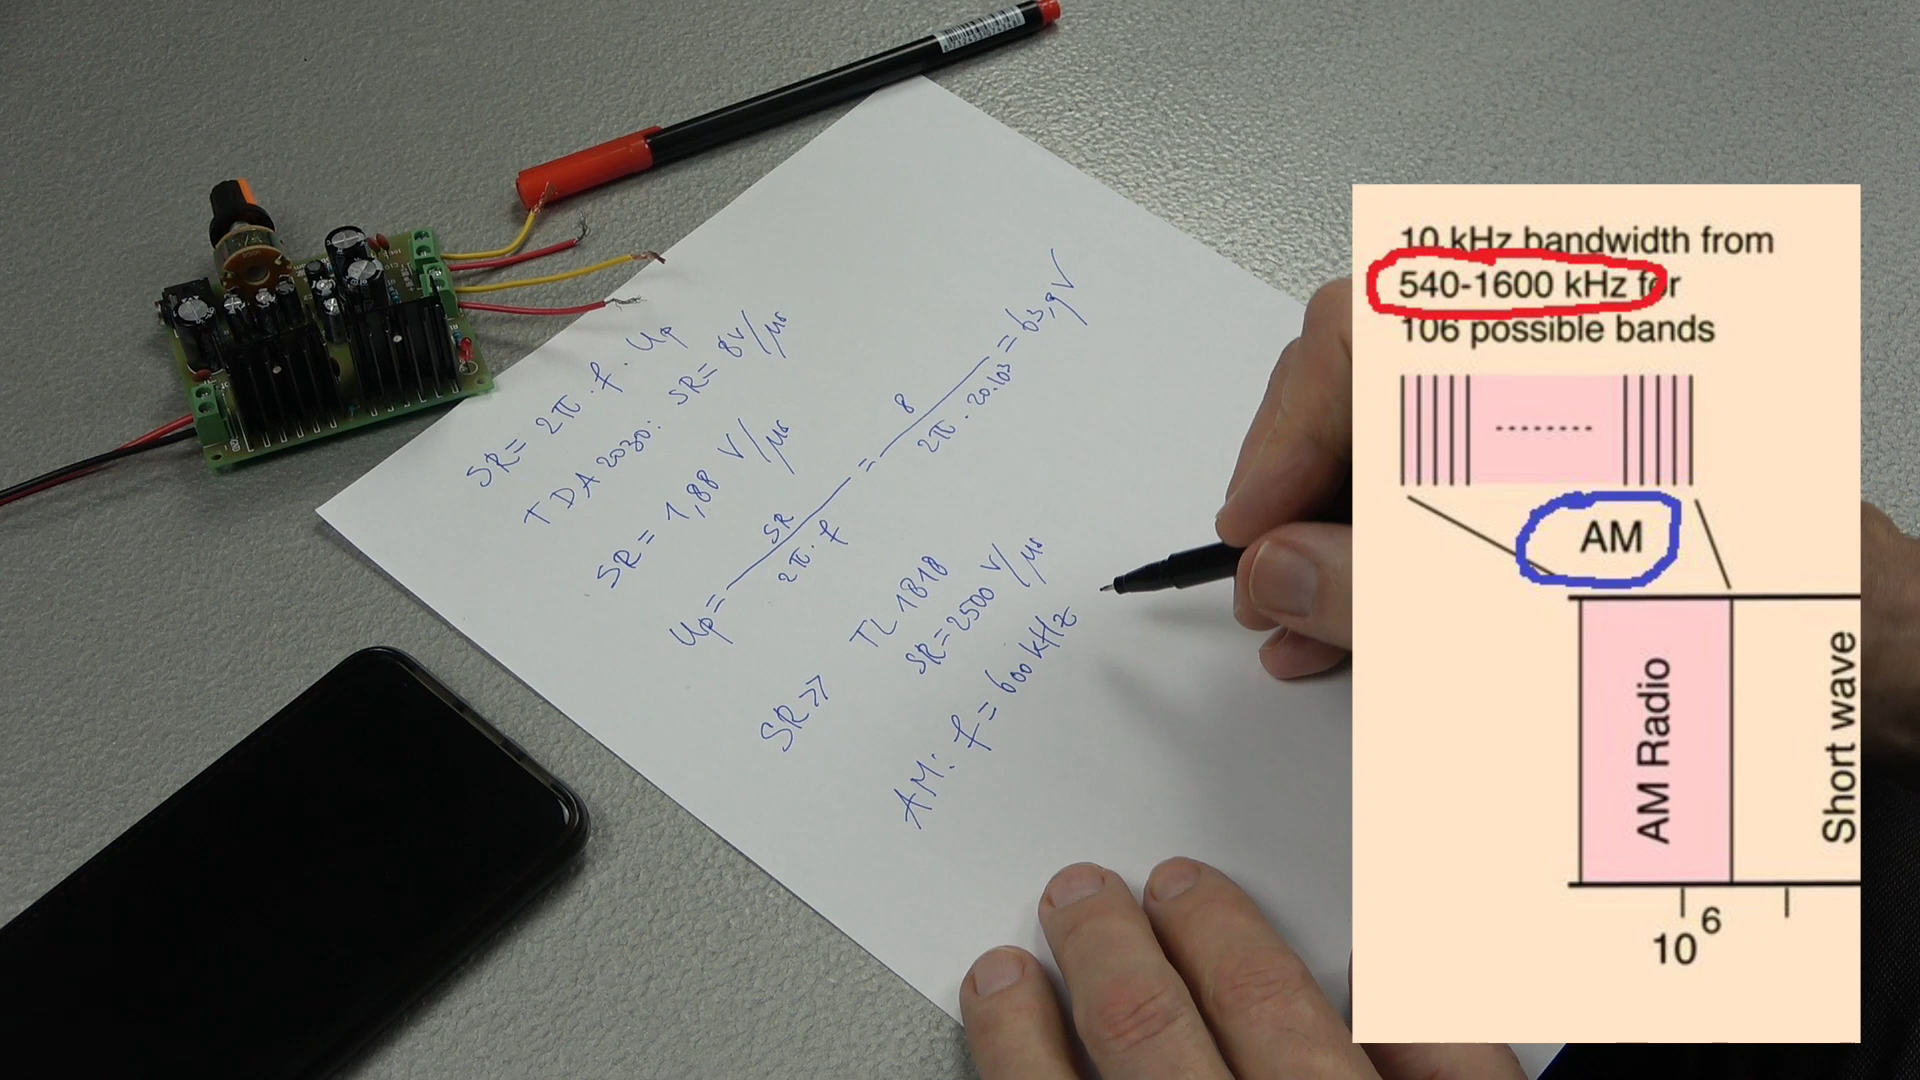 SR = 2π · f · Up
TDA 2030: SR = 8V/μs
SR = 1,88 V/μs
Up = SR / 2π · f = 8 / 2π · 20 · 10³ = 63,9V
SR >> TL 1818
SR = 2500 V/μs
AM: f = 600 kHz
10 kHz bandwidth from
540-1600 kHz for
106 possible bands
AM
AM Radio
Short wave
10⁶